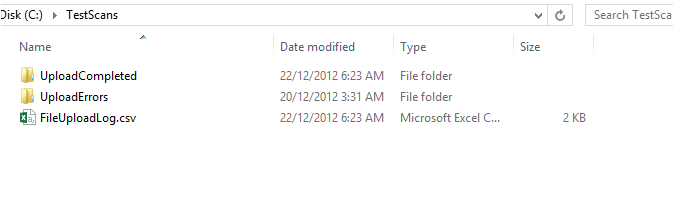 Disk (C:) TestScans Search TestSca
Name Date modified Type Size
UploadCompleted 22/12/2012 6:23 AM File folder
UploadErrors 20/12/2012 3:31 AM File folder
FileUploadLog.csv 22/12/2012 6:23 AM Microsoft Excel C... 2 KB